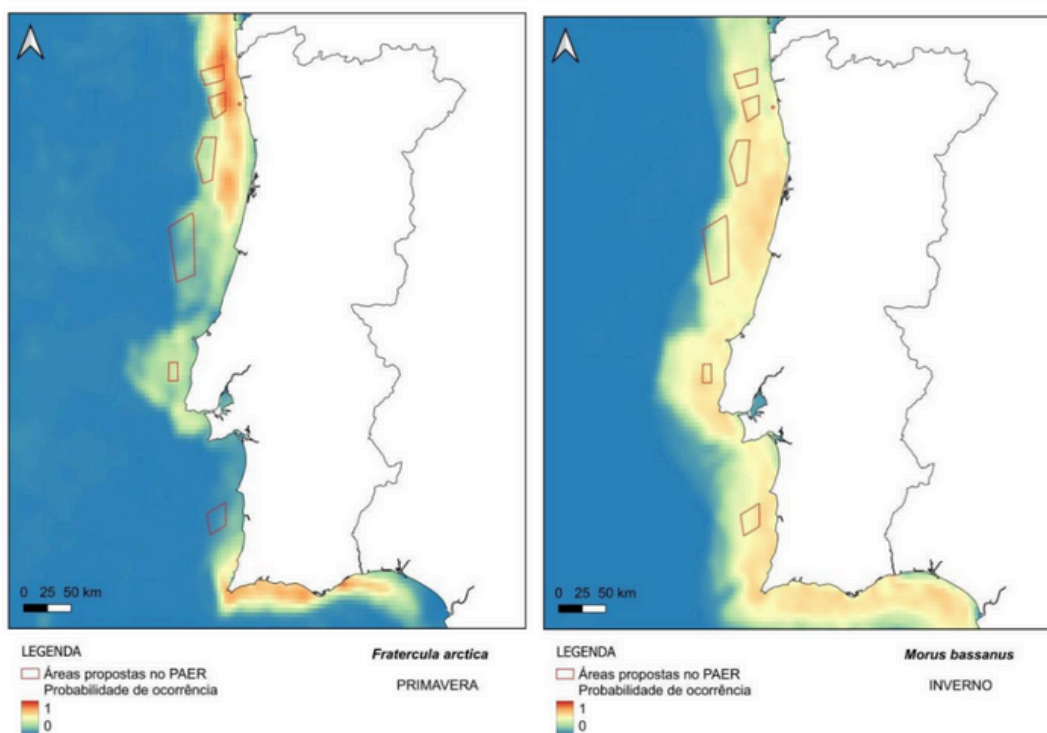 0 25 50 km
LEGENDA
Áreas propostas no PAER
Probabilidade de ocorrência
1
0
Fratercula arctica
PRIMAVERA
0 25 50 km
LEGENDA
Áreas propostas no PAER
Probabilidade de ocorrência
1
0
Morus bassanus
INVERNO